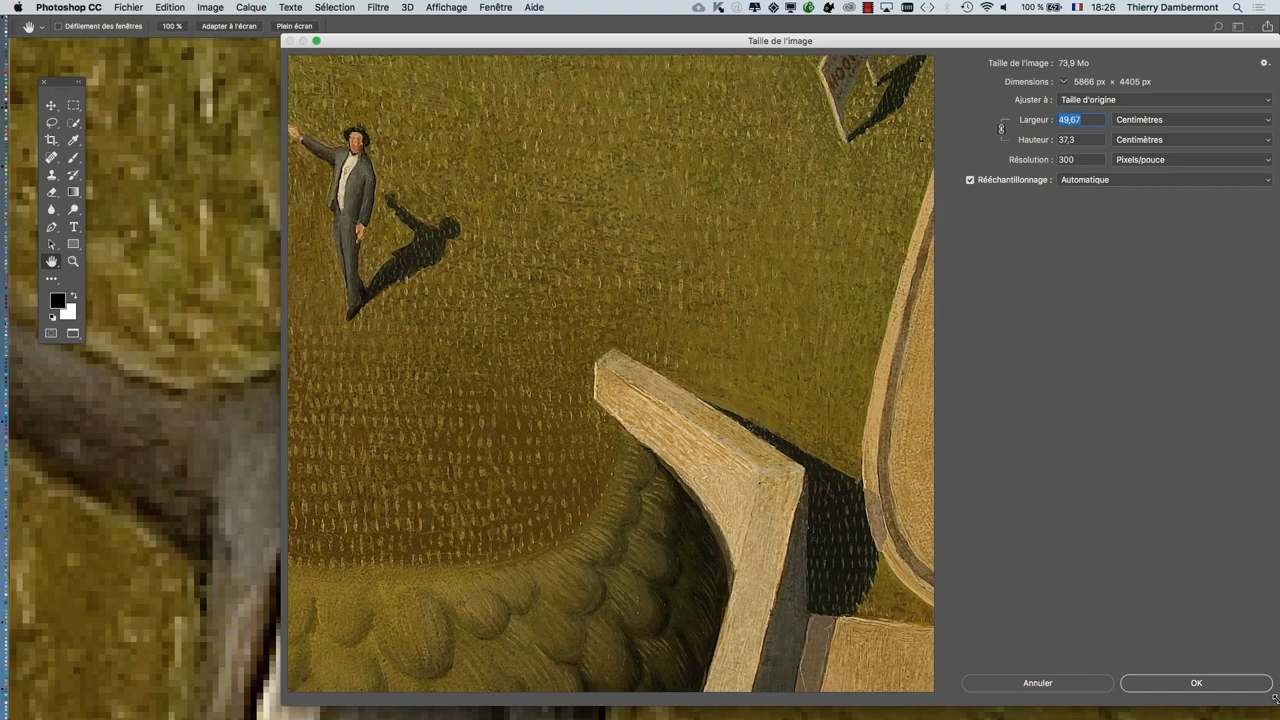 Photoshop CC Fichier Edition Image Calque Texte Sélection Filtre 3D Affichage Fenêtre Aide 100 % Thierry Dambermont 18:26
Défilement des fenêtres 100 % Adapter à l'écran Plein écran
Taille de l'image
Taille de l'image : 73,9 Mo
Dimensions : 5866 px × 4405 px
Ajuster à : Taille d'origine
Largeur : 49,67 Centimètres
Hauteur : 37,3 Centimètres
Résolution : 300 Pixels/pouce
Rééchantillonnage : Automatique
Annuler OK